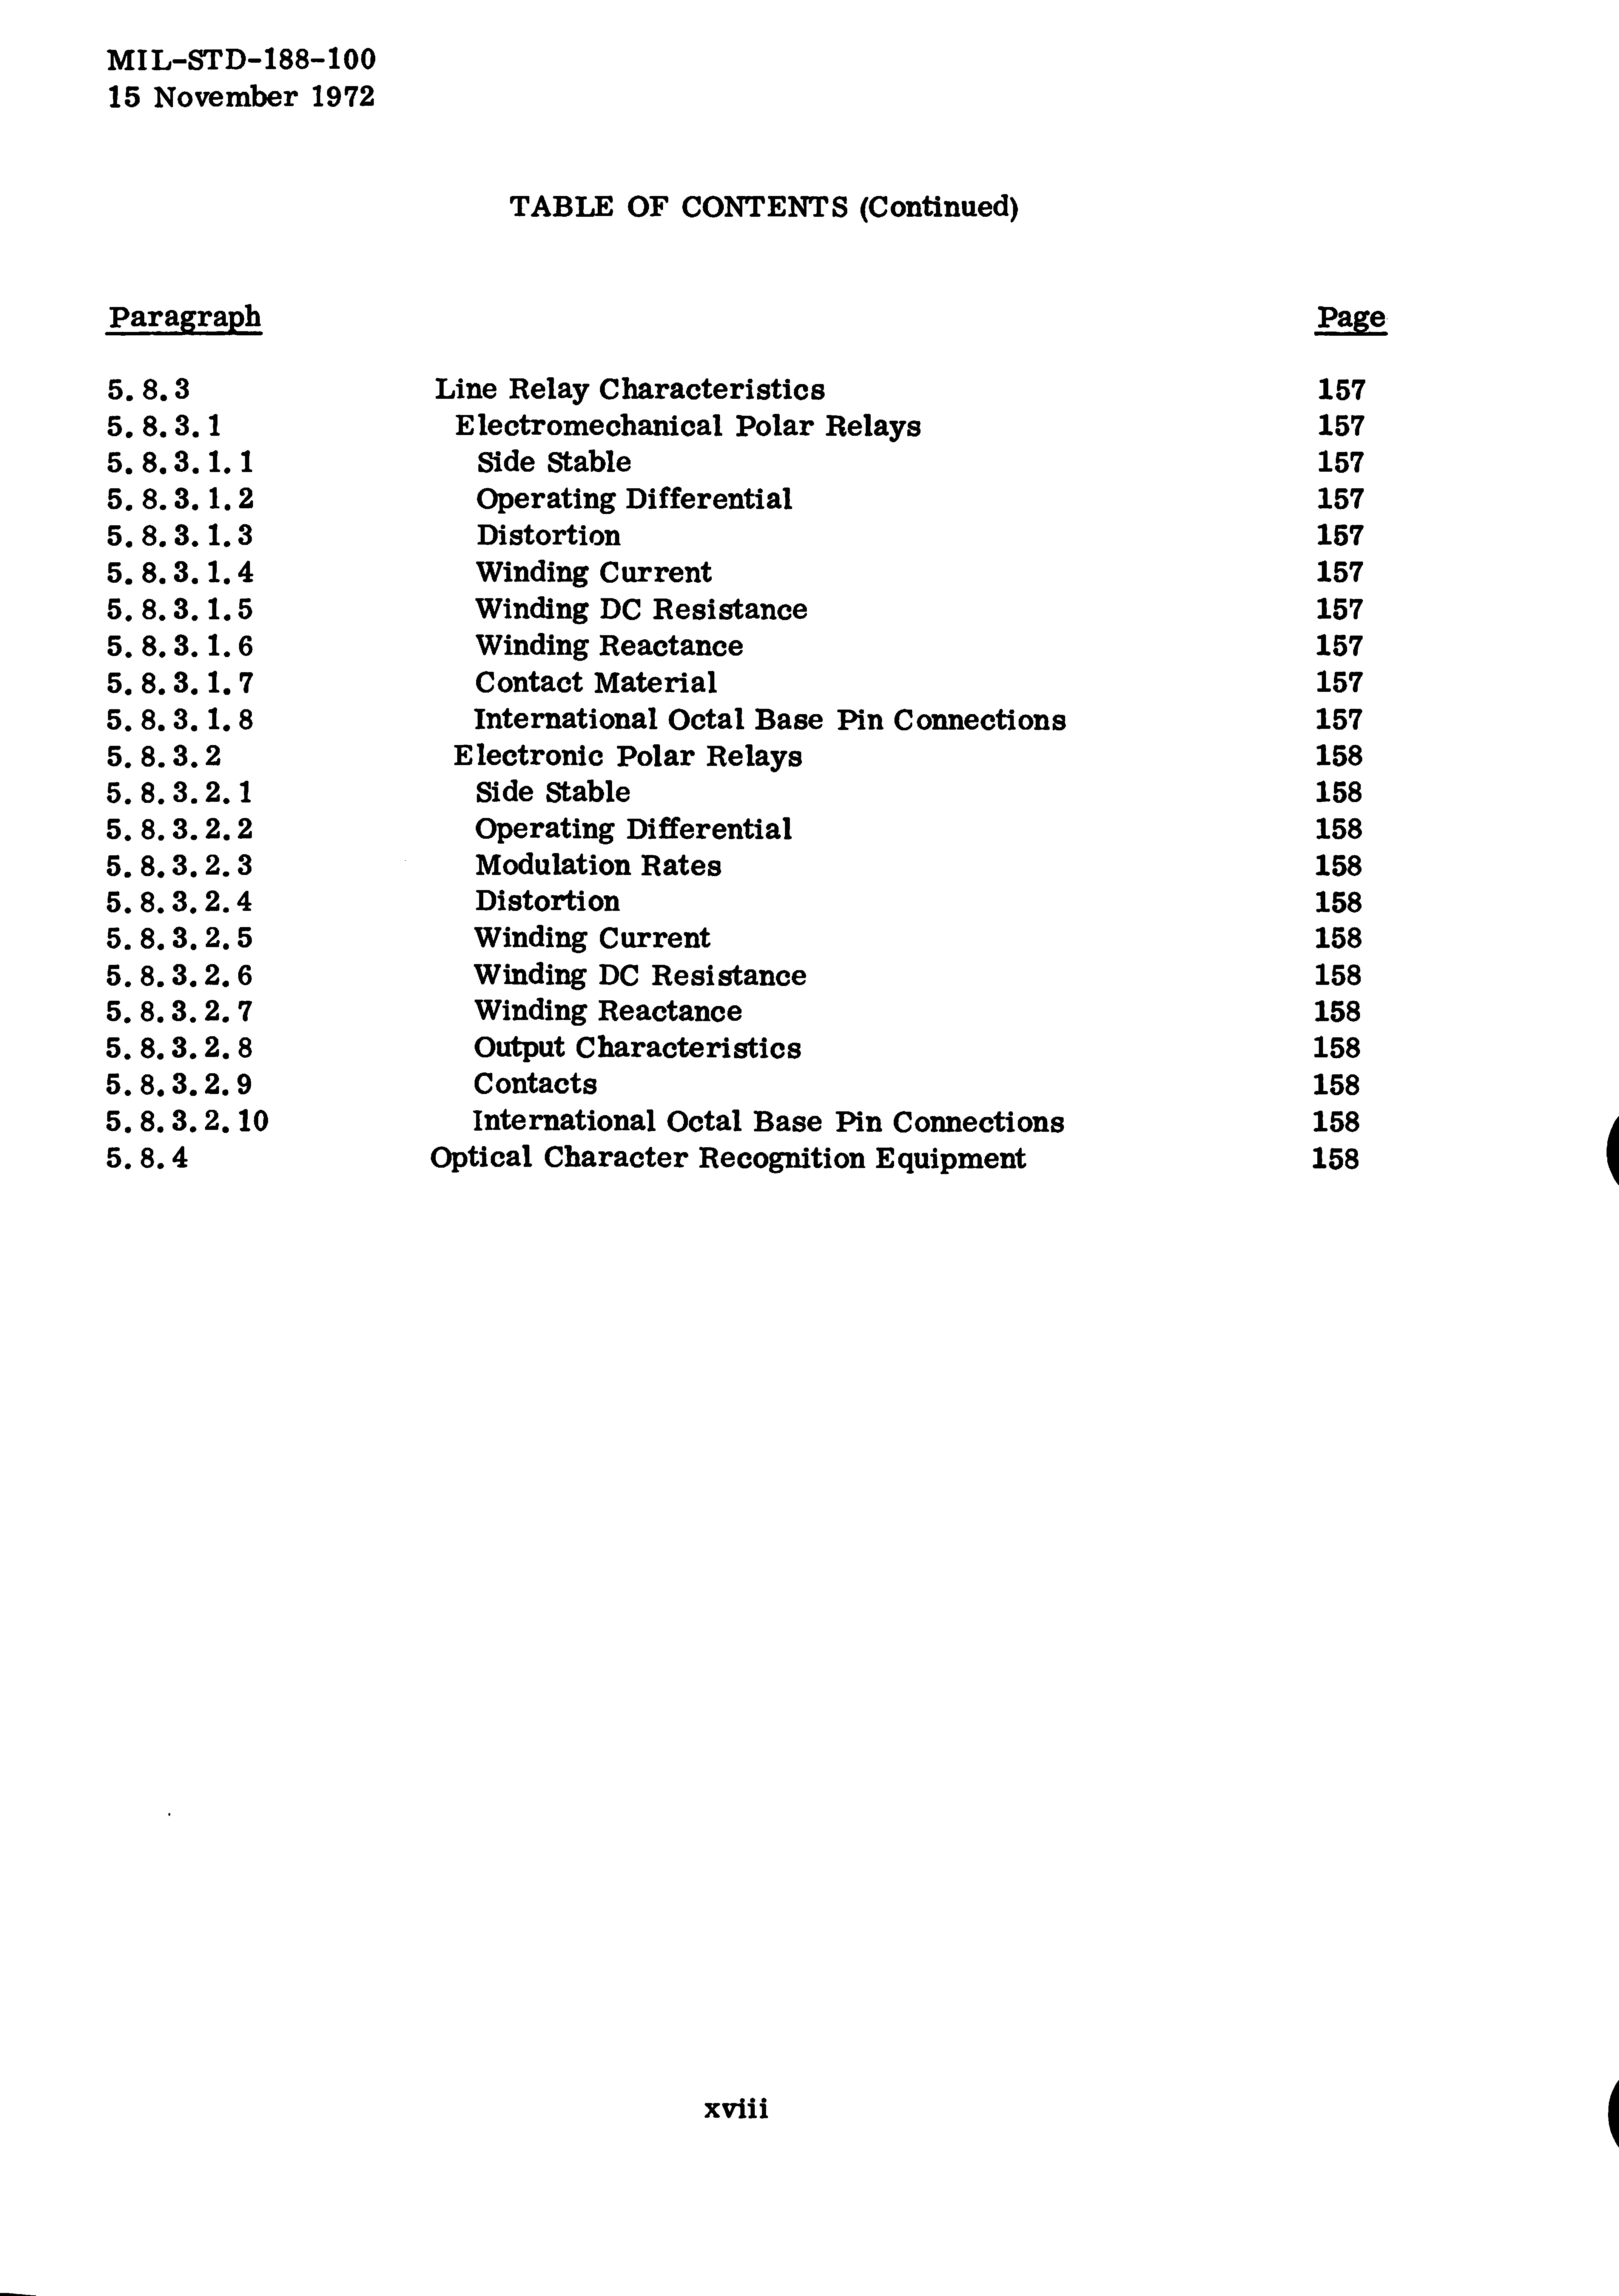 MIL-STD-188-100
15 November 1972
TABLE OF CONTENTS (Continued)
Paragraph Page
5.8.3 Line Relay Characteristics 157
5.8.3.1 Electromechanical Polar Relays 157
5.8.3.1.1 Side Stable 157
5.8.3.1.2 Operating Differential 157
5.8.3.1.3 Distortion 157
5.8.3.1.4 Winding Current 157
5.8.3.1.5 Winding DC Resistance 157
5.8.3.1.6 Winding Reactance 157
5.8.3.1.7 Contact Material 157
5.8.3.1.8 International Octal Base Pin Connections 157
5.8.3.2 Electronic Polar Relays 158
5.8.3.2.1 Side Stable 158
5.8.3.2.2 Operating Differential 158
5.8.3.2.3 Modulation Rates 158
5.8.3.2.4 Distortion 158
5.8.3.2.5 Winding Current 158
5.8.3.2.6 Winding DC Resistance 158
5.8.3.2.7 Winding Reactance 158
5.8.3.2.8 Output Characteristics 158
5.8.3.2.9 Contacts 158
5.8.3.2.10 International Octal Base Pin Connections 158
5.8.4 Optical Character Recognition Equipment 158
xviii